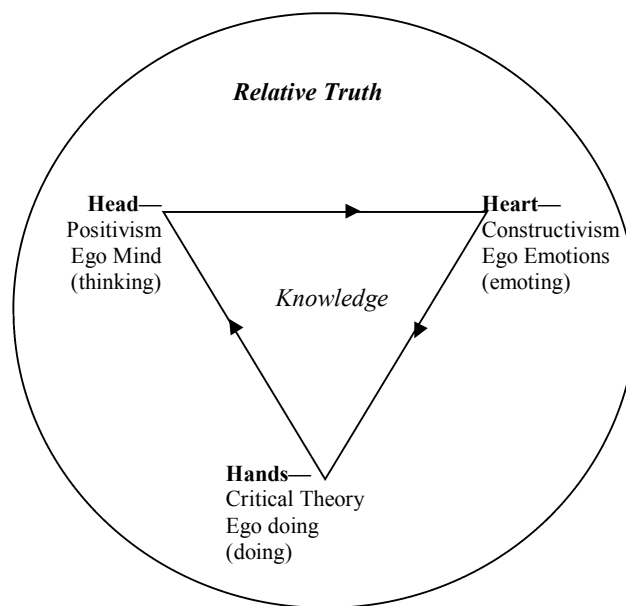 Relative Truth
Head—
Positivism
Ego Mind
(thinking)
Heart—
Constructivism
Ego Emotions
(emoting)
Knowledge
Hands—
Critical Theory
Ego doing
(doing)